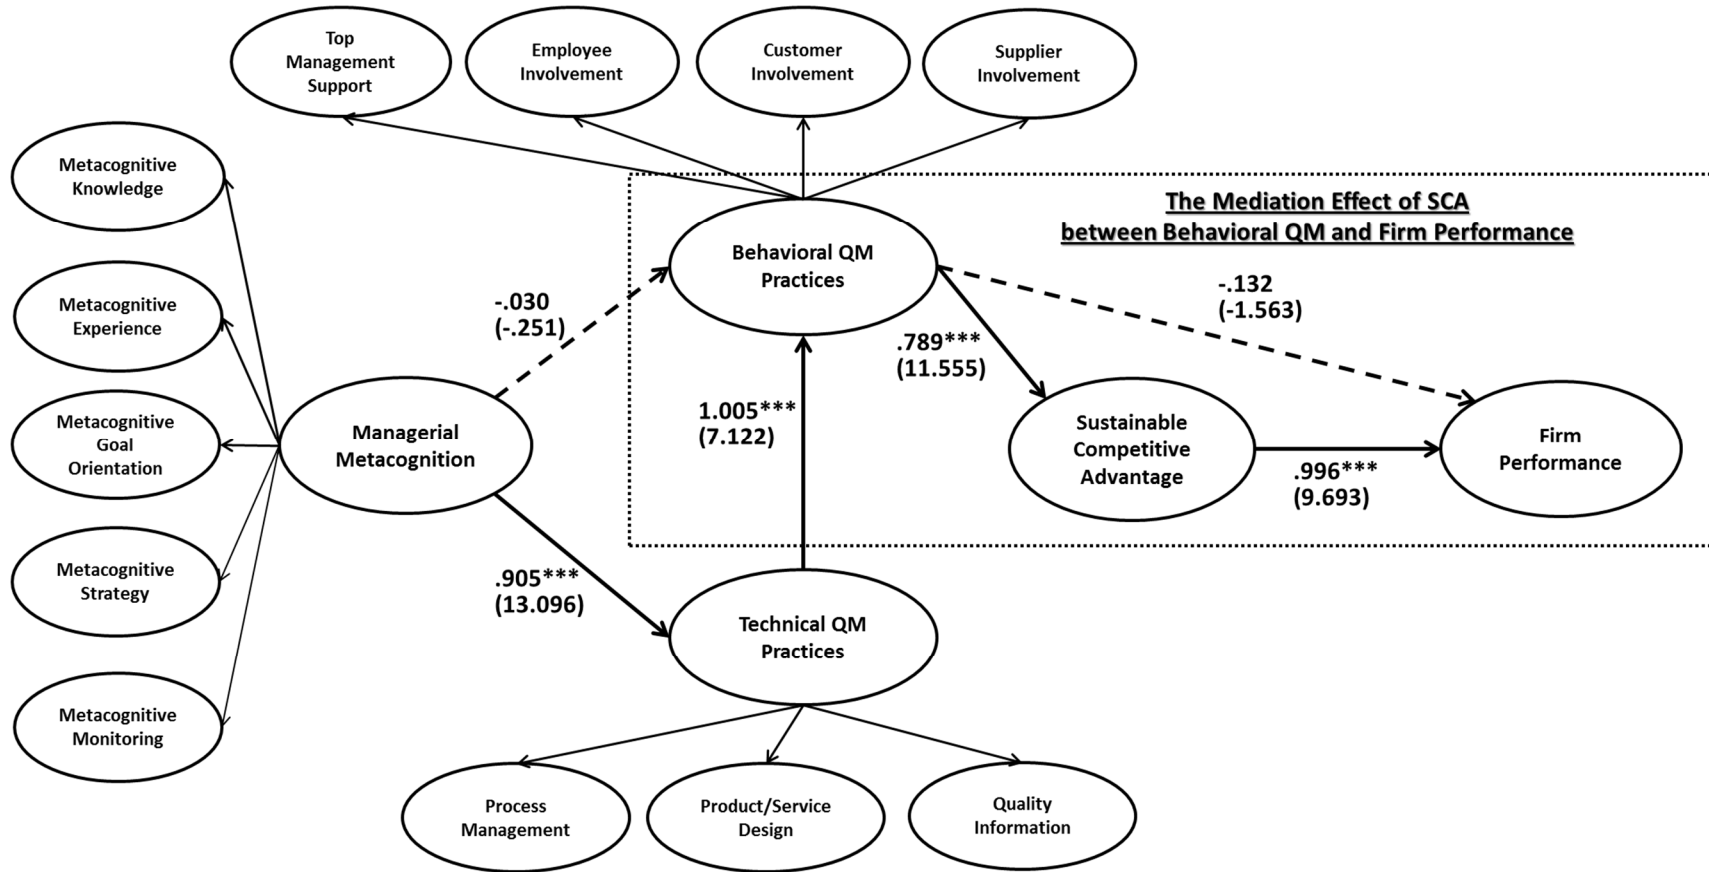 Top
Management
Support
Employee
Involvement
Customer
Involvement
Supplier
Involvement
Metacognitive
Knowledge
Metacognitive
Experience
Metacognitive
Goal
Orientation
Metacognitive
Strategy
Metacognitive
Monitoring
Managerial
Metacognition
-.030
(-.251)
.905***
(13.096)
Behavioral QM
Practices
1.005***
(7.122)
Technical QM
Practices
The Mediation Effect of SCA
between Behavioral QM and Firm Performance
-.132
(-1.563)
.789***
(11.555)
Sustainable
Competitive
Advantage
.996***
(9.693)
Firm
Performance
Process
Management
Product/Service
Design
Quality
Information